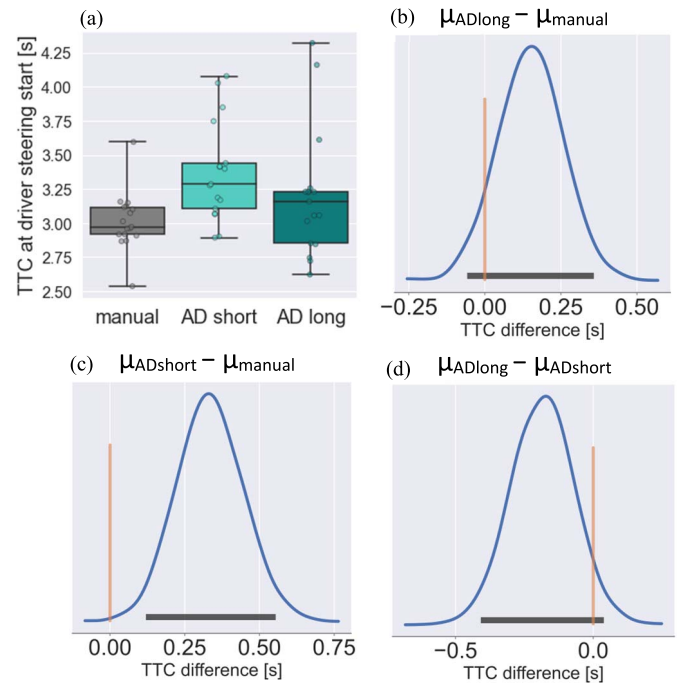 (a)
TTC at driver steering start [s]
4.25
4.00
3.75
3.50
3.25
3.00
2.75
2.50
manual AD short AD long
(b) μADlong – μmanual
−0.25 0.00 0.25 0.50
TTC difference [s]
(c) μADshort – μmanual
0.00 0.25 0.50 0.75
TTC difference [s]
(d) μADlong – μADshort
−0.5 0.0
TTC difference [s]